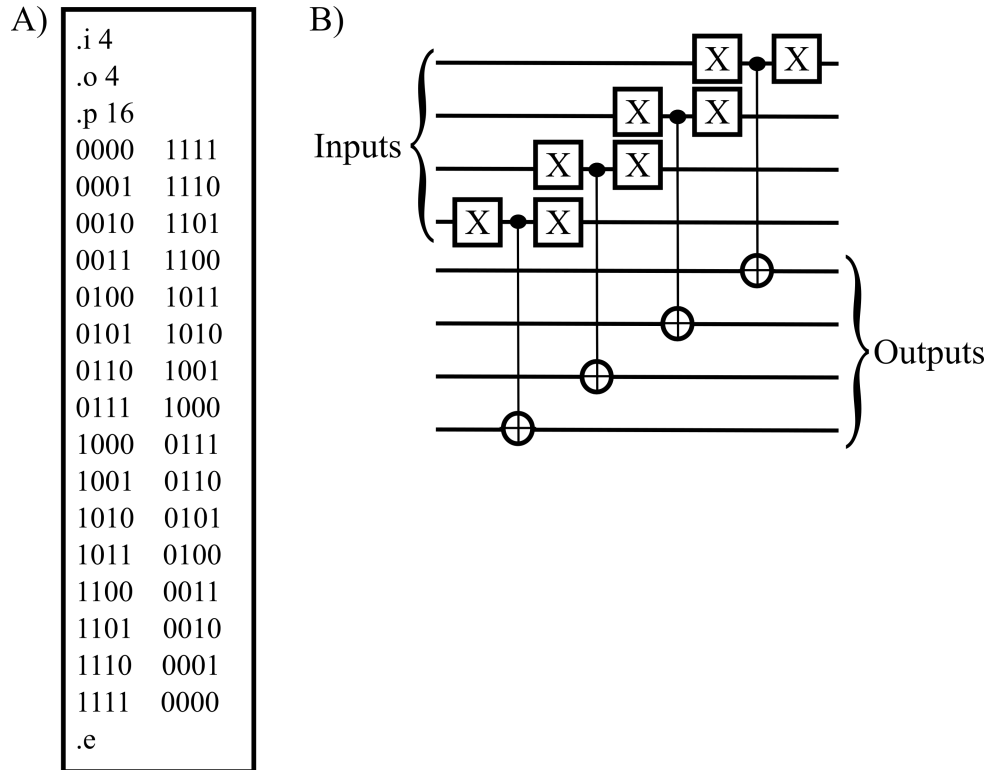 A)
.i 4
.o 4
.p 16
0000 1111
0001 1110
0010 1101
0011 1100
0100 1011
0101 1010
0110 1001
0111 1000
1000 0111
1001 0110
1010 0101
1011 0100
1100 0011
1101 0010
1110 0001
1111 0000
.e
B)
X X
X X
Inputs
X X
X X
Outputs